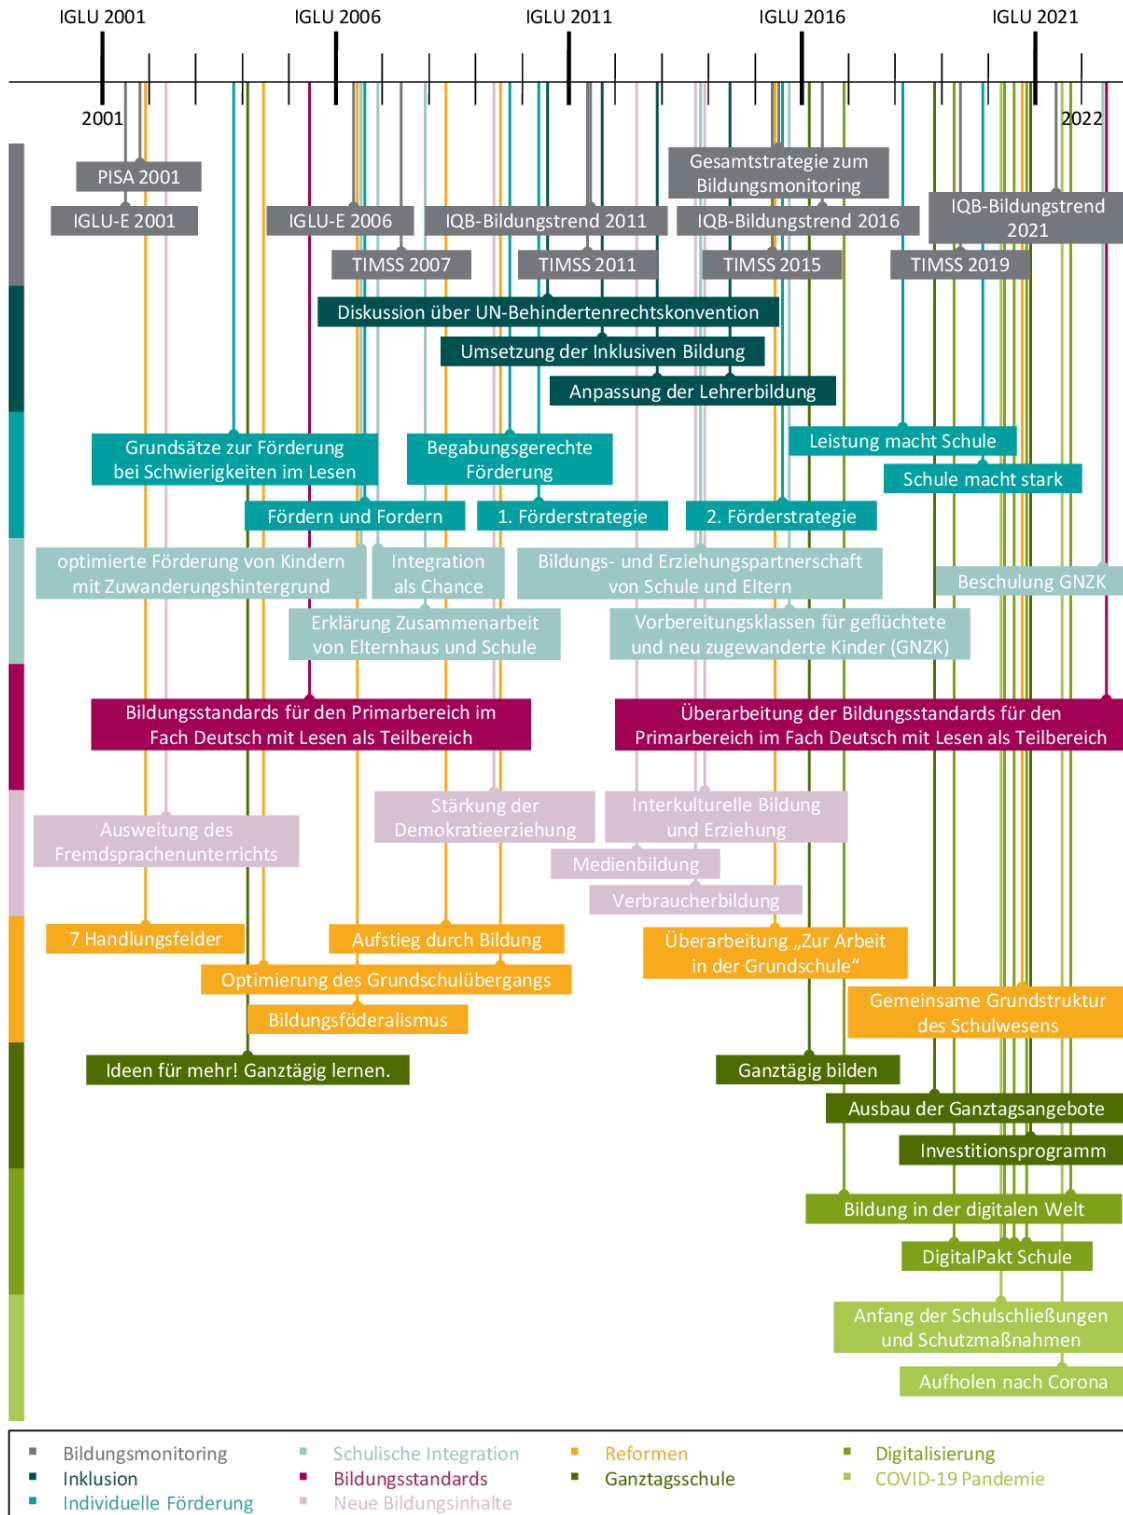 IGLU 2001
IGLU 2006
IGLU 2011
IGLU 2016
IGLU 2021
2001
2022
PISA 2001
IGLU-E 2001
IGLU-E 2006
TIMSS 2007
IQB-Bildungstrend 2011
TIMSS 2011
Gesamtstrategie zum
Bildungsmonitoring
IQB-Bildungstrend 2016
TIMSS 2015
IQB-Bildungstrend
2021
TIMSS 2019
Diskussion über UN-Behindertenrechtskonvention
Umsetzung der Inklusiven Bildung
Anpassung der Lehrerbildung
Grundsätze zur Förderung
bei Schwierigkeiten im Lesen
Begabungsgerechte
Förderung
Leistung macht Schule
Schule macht stark
Fördern und Fordern
1. Förderstrategie
2. Förderstrategie
optimierte Förderung von Kindern
mit Zuwanderungshintergrund
Integration
als Chance
Bildungs- und Erziehungspartnerschaft
von Schule und Eltern
Beschulung GNZK
Erklärung Zusammenarbeit
von Elternhaus und Schule
Vorbereitungsklassen für geflüchtete
und neu zugewanderte Kinder (GNZK)
Bildungsstandards für den Primarbereich im
Fach Deutsch mit Lesen als Teilbereich
Überarbeitung der Bildungsstandards für den
Primarbereich im Fach Deutsch mit Lesen als Teilbereich
Ausweitung des
Fremdsprachenunterrichts
Stärkung der
Demokratieerziehung
Interkulturelle Bildung
und Erziehung
Medienbildung
Verbraucherbildung
7 Handlungsfelder
Aufstieg durch Bildung
Überarbeitung „Zur Arbeit
in der Grundschule“
Optimierung des Grundschulübergangs
Bildungsföderalismus
Gemeinsame Grundstruktur
des Schulwesens
Ideen für mehr! Ganztägig lernen.
Ganztägig bilden
Ausbau der Ganztagsangebote
Investitionsprogramm
Bildung in der digitalen Welt
DigitalPakt Schule
Anfang der Schulschließungen
und Schutzmaßnahmen
Aufholen nach Corona
Bildungsmonitoring
Inklusion
Individuelle Förderung
Schulische Integration
Bildungsstandards
Neue Bildungsinhalte
Reformen
Ganztagsschule
Digitalisierung
COVID-19 Pandemie